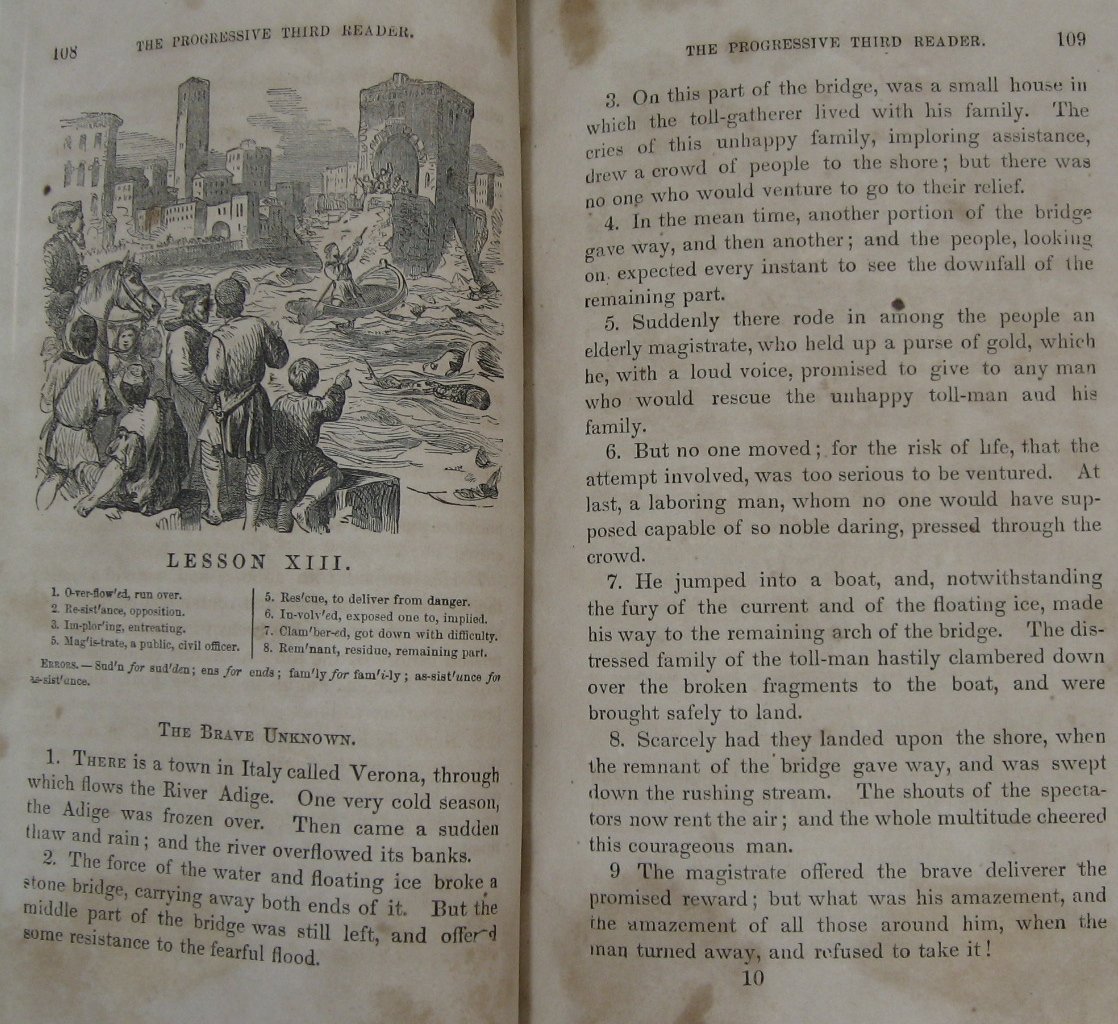 108
THE PROGRESSIVE THIRD READER.
LESSON XIII.
1. O-ver-flow'ed, run over.
2. Re-sist'ance, opposition.
3. Im-plor'ing, entreating.
5. Mag'is-trate, a public, civil officer.
5. Res'cue, to deliver from danger.
6. In-volv'ed, exposed one to, implied.
7. Clam'ber-ed, got down with difficulty.
8. Rem'nant, residue, remaining part.
ERRORS. — Sud'n for sud'den; ens for ends; fam'ly for fam'i-ly; as-sist'unce for
as-sist'ance.
THE BRAVE UNKNOWN.
1. THERE is a town in Italy called Verona, through
which flows the River Adige. One very cold season,
the Adige was frozen over. Then came a sudden
thaw and rain; and the river overflowed its banks.
2. The force of the water and floating ice broke a
stone bridge, carrying away both ends of it. But the
middle part of the bridge was still left, and offered
some resistance to the fearful flood.
THE PROGRESSIVE THIRD READER.
109
3. On this part of the bridge, was a small house in
which the toll-gatherer lived with his family. The
cries of this unhappy family, imploring assistance,
drew a crowd of people to the shore; but there was
no one who would venture to go to their relief.
4. In the mean time, another portion of the bridge
gave way, and then another; and the people, looking
on, expected every instant to see the downfall of the
remaining part.
5. Suddenly there rode in among the people an
elderly magistrate, who held up a purse of gold, which
he, with a loud voice, promised to give to any man
who would rescue the unhappy toll-man and his
family.
6. But no one moved; for the risk of life, that the
attempt involved, was too serious to be ventured. At
last, a laboring man, whom no one would have sup-
posed capable of so noble daring, pressed through the
crowd.
7. He jumped into a boat, and, notwithstanding
the fury of the current and of the floating ice, made
his way to the remaining arch of the bridge. The dis-
tressed family of the toll-man hastily clambered down
over the broken fragments to the boat, and were
brought safely to land.
8. Scarcely had they landed upon the shore, when
the remnant of the bridge gave way, and was swept
down the rushing stream. The shouts of the specta-
tors now rent the air; and the whole multitude cheered
this courageous man.
9 The magistrate offered the brave deliverer the
promised reward; but what was his amazement, and
the amazement of all those around him, when the
man turned away, and refused to take it!
10